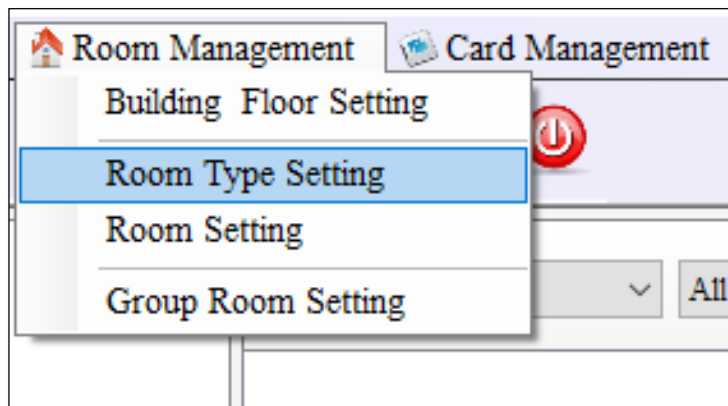 Room Management Card Management
Building Floor Setting
Room Type Setting
Room Setting
All
Group Room Setting